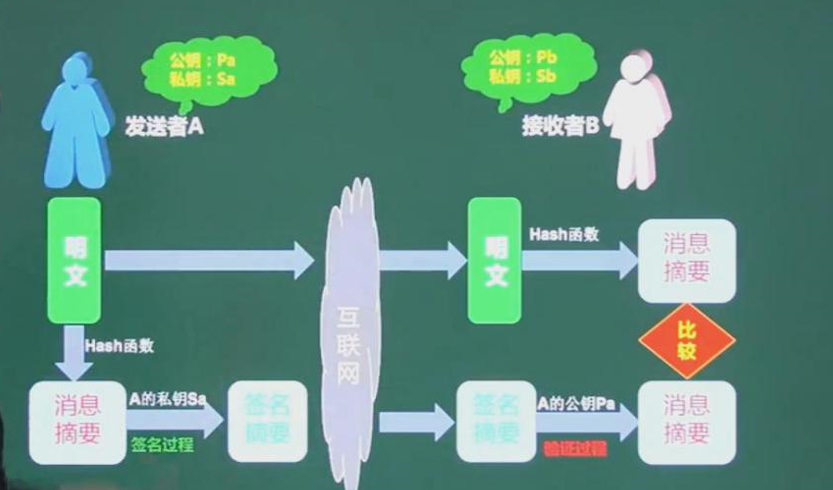 公钥：Pa
私钥：Sa
公钥：Pb
私钥：Sb
发送者A
接收者B
明文
明文
Hash函数
消息
摘要
互联网
比较
Hash函数
消息
摘要
A的私钥Sa
签名过程
签名
摘要
签名
摘要
A的公钥Pa
验证过程
消息
摘要